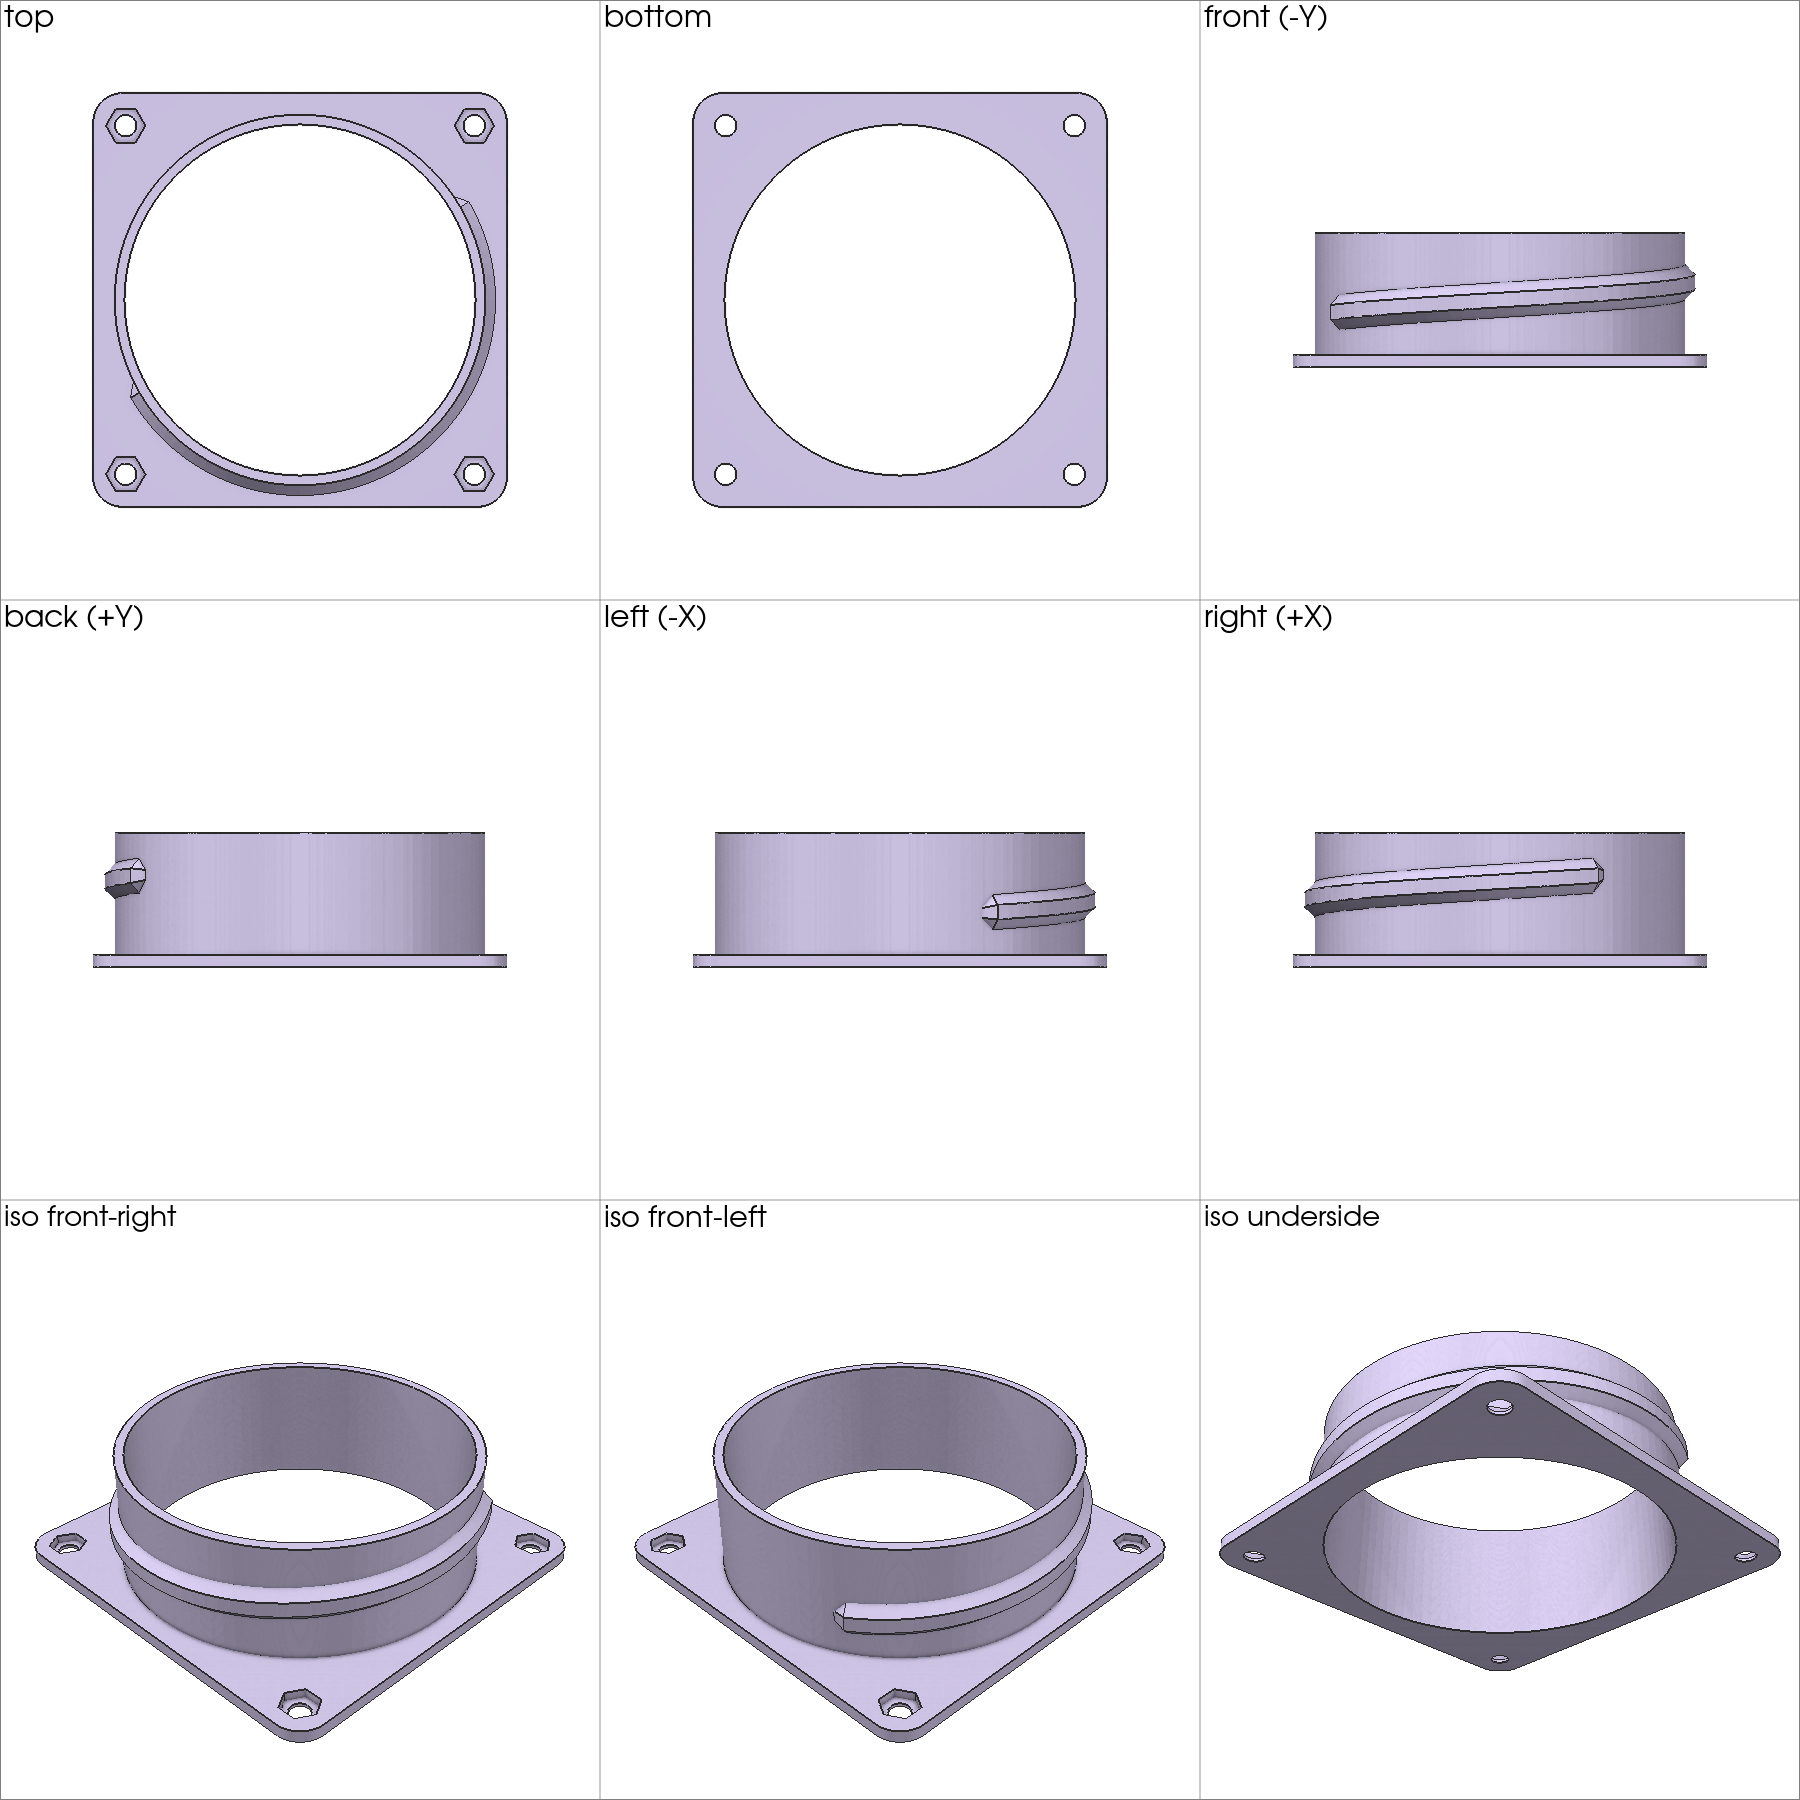 top
bottom
front (-Y)
back (+Y)
left (-X)
right (+X)
iso front-right
iso front-left
iso underside